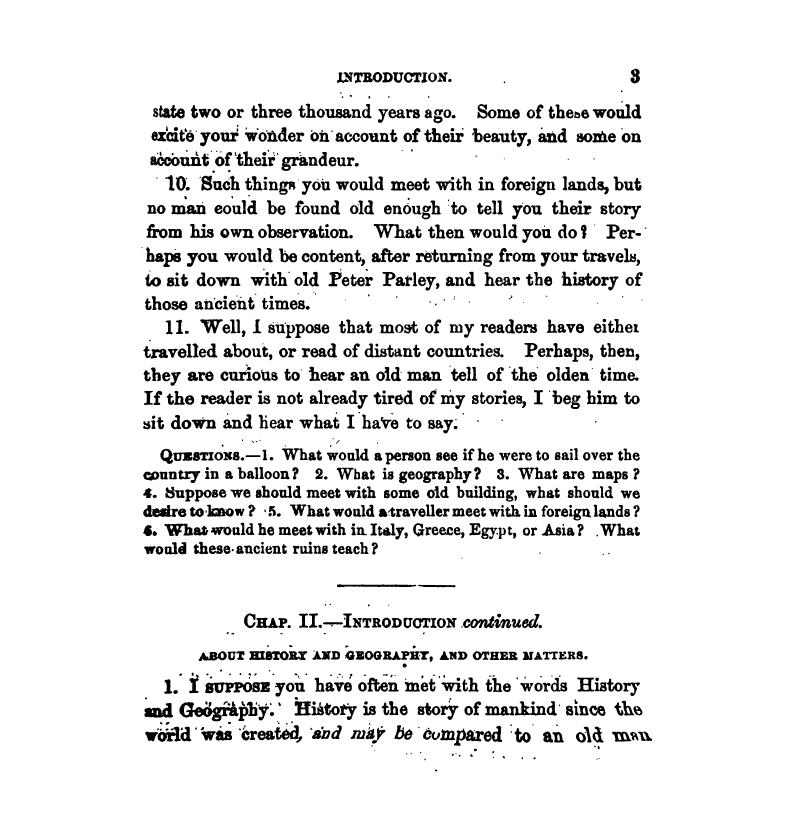 INTRODUCTION. 3
state two or three thousand years ago. Some of these would
excite your wonder on account of their beauty, and some on
account of their grandeur.
10. Such things you would meet with in foreign lands, but
no man could be found old enough to tell you their story
from his own observation. What then would you do? Per-
haps you would be content, after returning from your travels,
to sit down with old Peter Parley, and hear the history of
those ancient times.
11. Well, I suppose that most of my readers have either
travelled about, or read of distant countries. Perhaps, then,
they are curious to hear an old man tell of the olden time.
If the reader is not already tired of my stories, I beg him to
sit down and hear what I have to say.
QUESTIONS.—1. What would a person see if he were to sail over the
country in a balloon? 2. What is geography? 3. What are maps?
4. Suppose we should meet with some old building, what should we
desire to know? 5. What would a traveller meet with in foreign lands?
6. What would he meet with in Italy, Greece, Egypt, or Asia? What
would these ancient ruins teach?
CHAP. II.—INTRODUCTION continued.
ABOUT HISTORY AND GEOGRAPHY, AND OTHER MATTERS.
1. I SUPPOSE you have often met with the words History
and Geography. History is the story of mankind since the
world was created, and may be compared to an old man